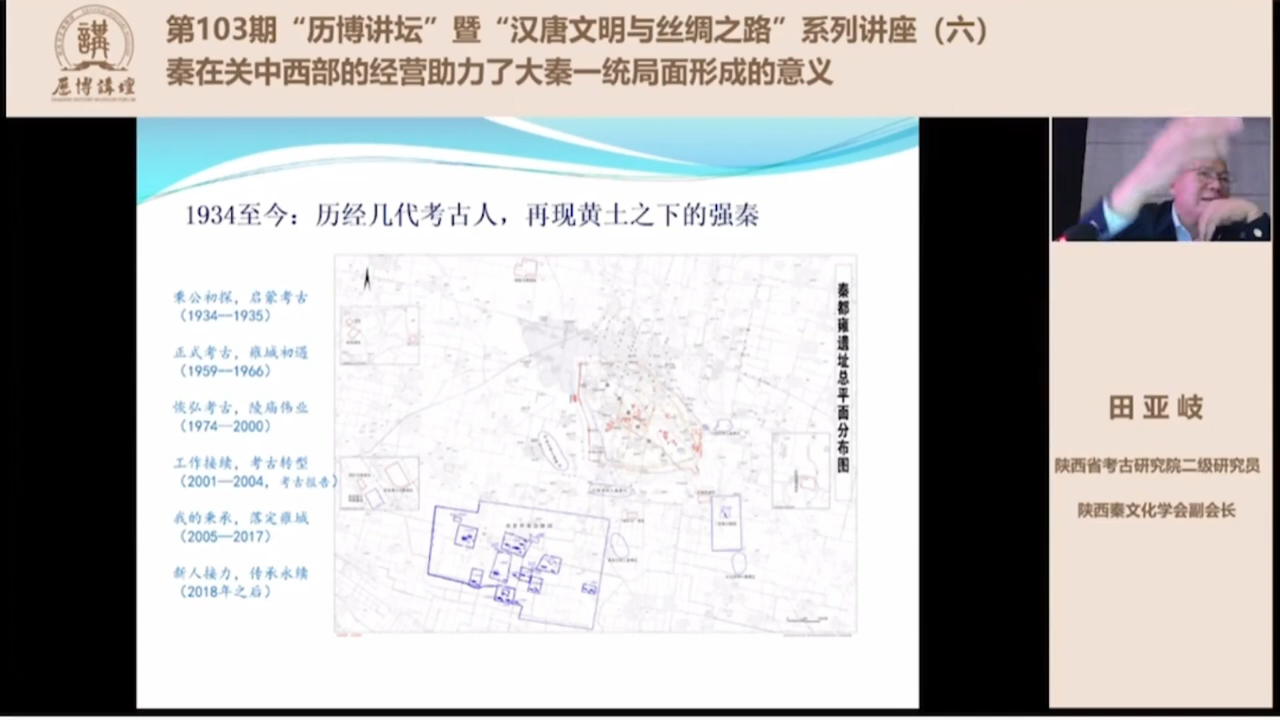 第103期“历博讲坛”暨“汉唐文明与丝绸之路”系列讲座（六）
秦在关中西部的经营助力了大秦一统局面形成的意义
講
厯博講壇
1934至今：历经几代考古人，再现黄土之下的强秦
秉公初探，启蒙考古
（1934—1935）
正式考古，雍城初遇
（1959—1966）
恢弘考古，陵庙伟业
（1974—2000）
工作接续，考古转型
（2001—2004，考古报告）
我的秉承，落定雍城
（2005—2017）
新人接力，传承永续
（2018年之后）
秦都雍遗址总平面分布图
田亚岐
陕西省考古研究院二级研究员
陕西秦文化学会副会长